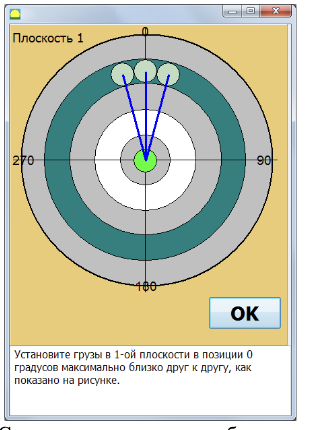 0
Плоскость 1
270
90
180
OK
Установите грузы в 1-ой плоскости в позиции 0
градусов максимально близко друг к другу, как
показано на рисунке.